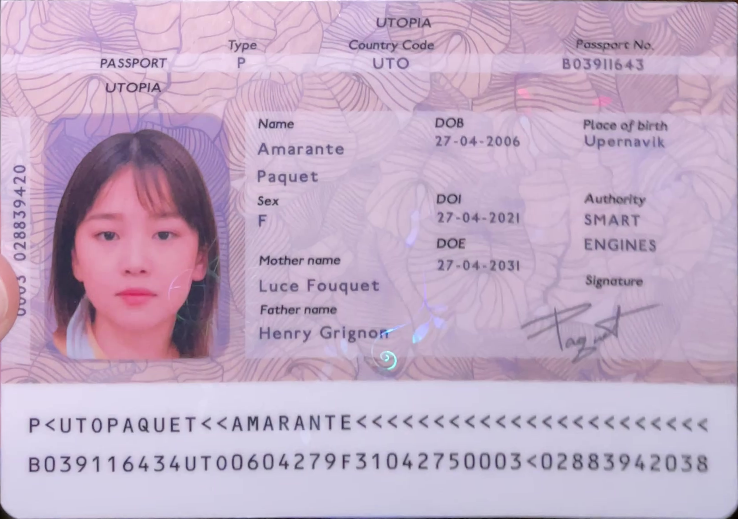 UTOPIA
Type Country Code Passport No.
PASSPORT P UTO B03911643
UTOPIA
Name DOB Place of birth
Amarante 27-04-2006 Upernavik
Paquet
Sex DOI Authority
F 27-04-2021 SMART
DOE ENGINES
Mother name 27-04-2031 Signature
Luce Fouquet
Father name
Henry Grignon
Paquet
0003 028839420
P<UTOPAQUET<<AMARANTE<<<<<<<<<<<<<<<<<<<<<<<
B039116434UTO0604279F31042750003<02883942038